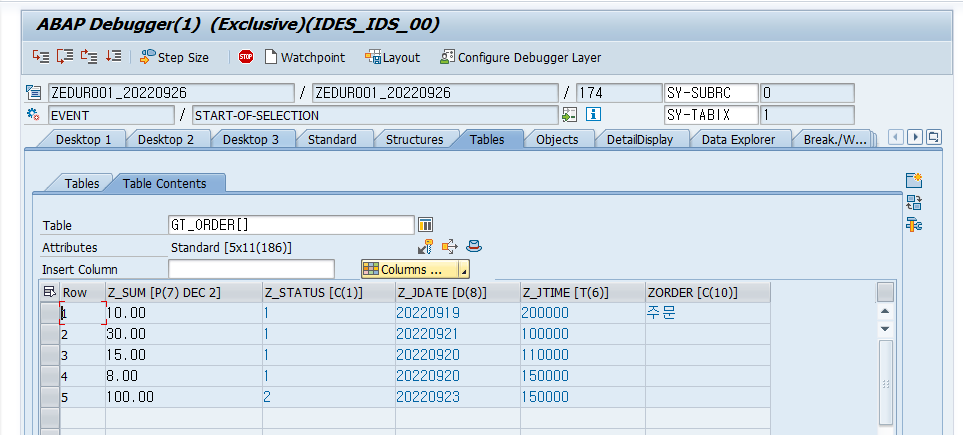 ABAP Debugger(1) (Exclusive)(IDES_IDS_00)
Step Size STOP Watchpoint Layout Configure Debugger Layer
ZEDUR001_20220926 / ZEDUR001_20220926 / 174 SY-SUBRC 0
EVENT / START-OF-SELECTION SY-TABIX 1
Desktop 1 Desktop 2 Desktop 3 Standard Structures Tables Objects DetailDisplay Data Explorer Break./W...
Tables Table Contents
Table GT_ORDER[]
Attributes Standard [5x11(186)]
Insert Column Columns ...
Row Z_SUM [P(7) DEC 2] Z_STATUS [C(1)] Z_JDATE [D(8)] Z_JTIME [T(6)] ZORDER [C(10)]
1 10.00 1 20220919 200000 주문
2 30.00 1 20220921 100000
3 15.00 1 20220920 110000
4 8.00 1 20220920 150000
5 100.00 2 20220923 150000